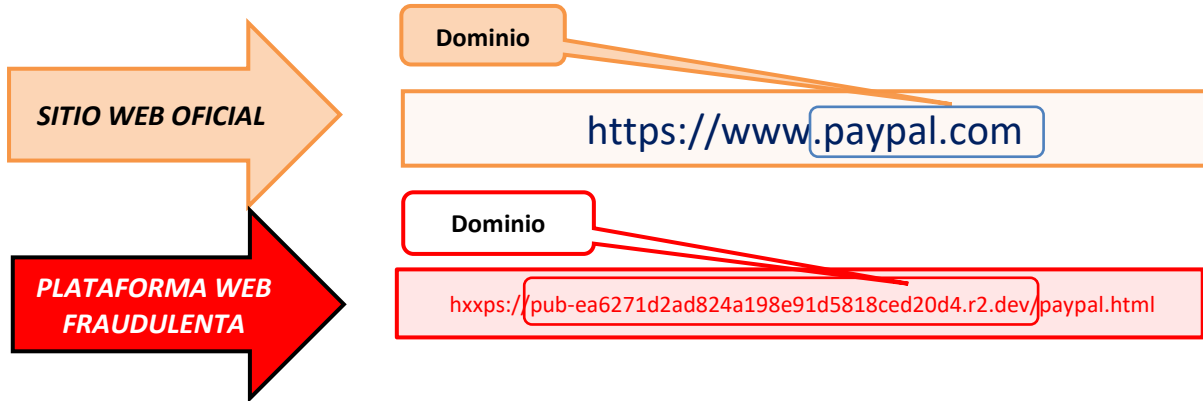 Dominio
SITIO WEB OFICIAL
https://www.paypal.com
Dominio
PLATAFORMA WEB
FRAUDULENTA
hxxps://pub-ea6271d2ad824a198e91d5818ced20d4.r2.dev/paypal.html